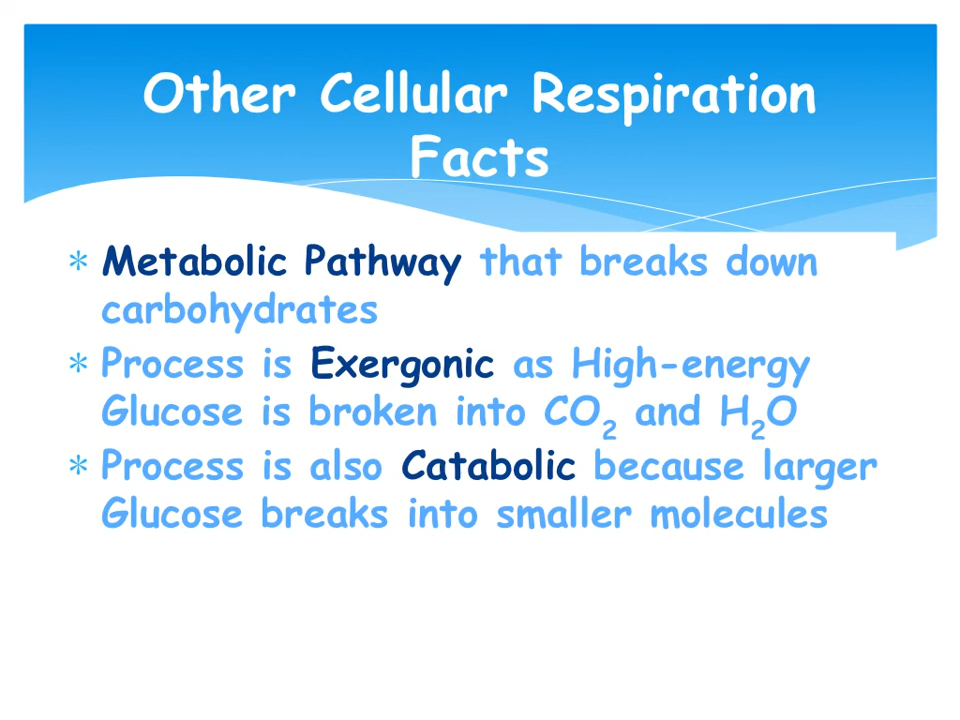 Other Cellular Respiration
Facts
* Metabolic Pathway that breaks down
carbohydrates
* Process is Exergonic as High-energy
Glucose is broken into CO₂ and H₂O
* Process is also Catabolic because larger
Glucose breaks into smaller molecules